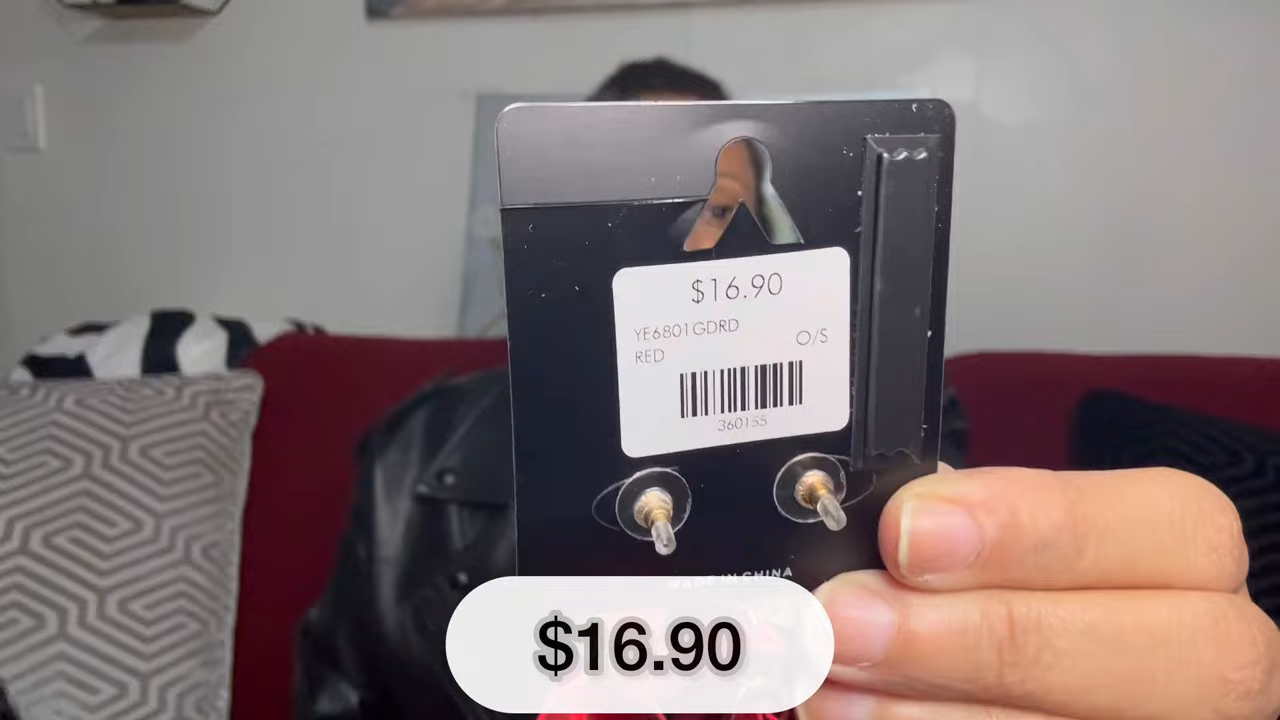 $16.90
YE6801GDRD
RED O/S
360155
MADE IN CHINA
$16.90